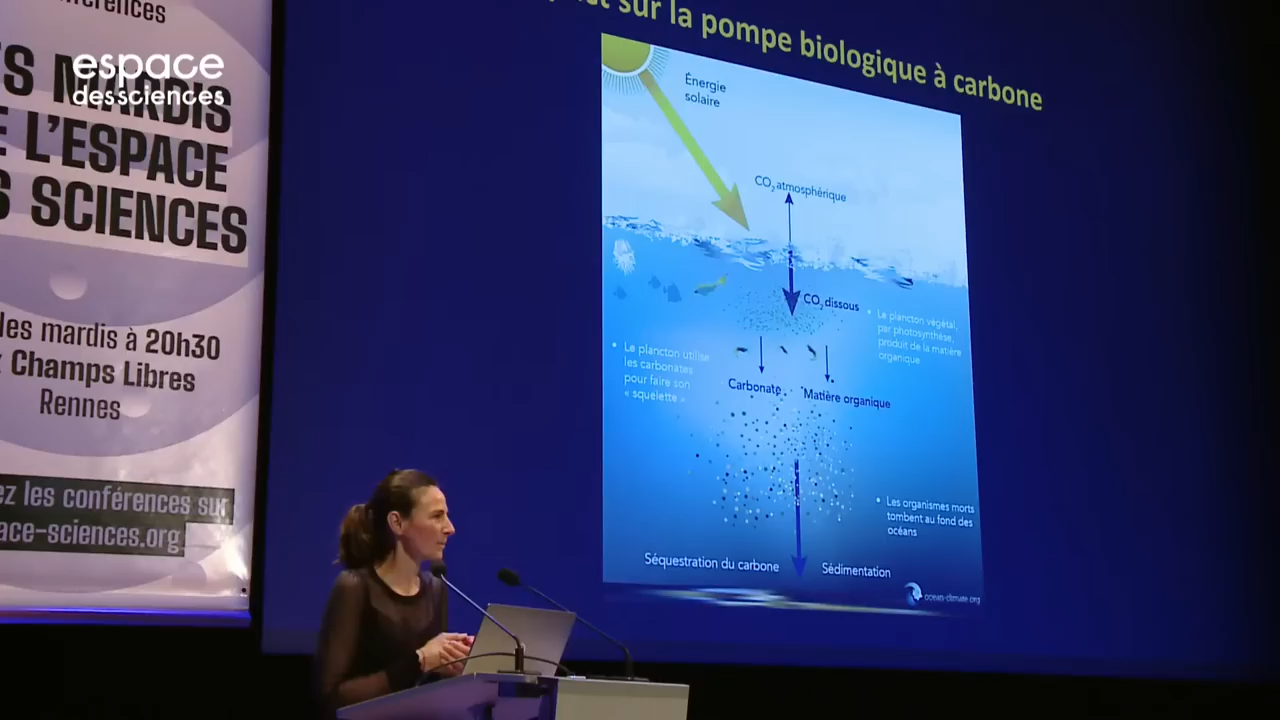 conférences
espace
des sciences
MARDIS
L'ESPACE
SCIENCES
les mardis à 20h30
Champs Libres
Rennes
les conférences sur
ace-sciences.org
sur la pompe biologique à carbone
Énergie
solaire
CO₂ atmosphérique
CO₂ dissous
• Le plancton végétal,
par photosynthèse,
produit de la matière
organique
• Le plancton utilise
les carbonates
pour faire son
« squelette »
Carbonate
Matière organique
• Les organismes morts
tombent au fond des
océans
Séquestration du carbone
Sédimentation
ocean-climate.org